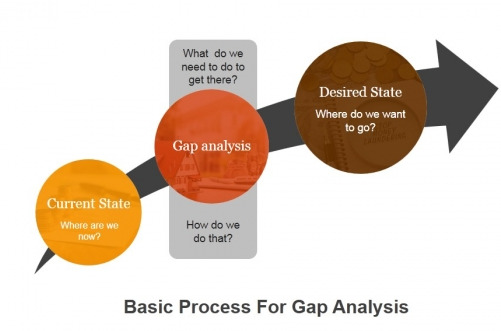 What do we
need to do to
get there?
Desired State
Where do we want
to go?
Gap analysis
Current State
Where are we
now?
How do we
do that?
Basic Process For Gap Analysis